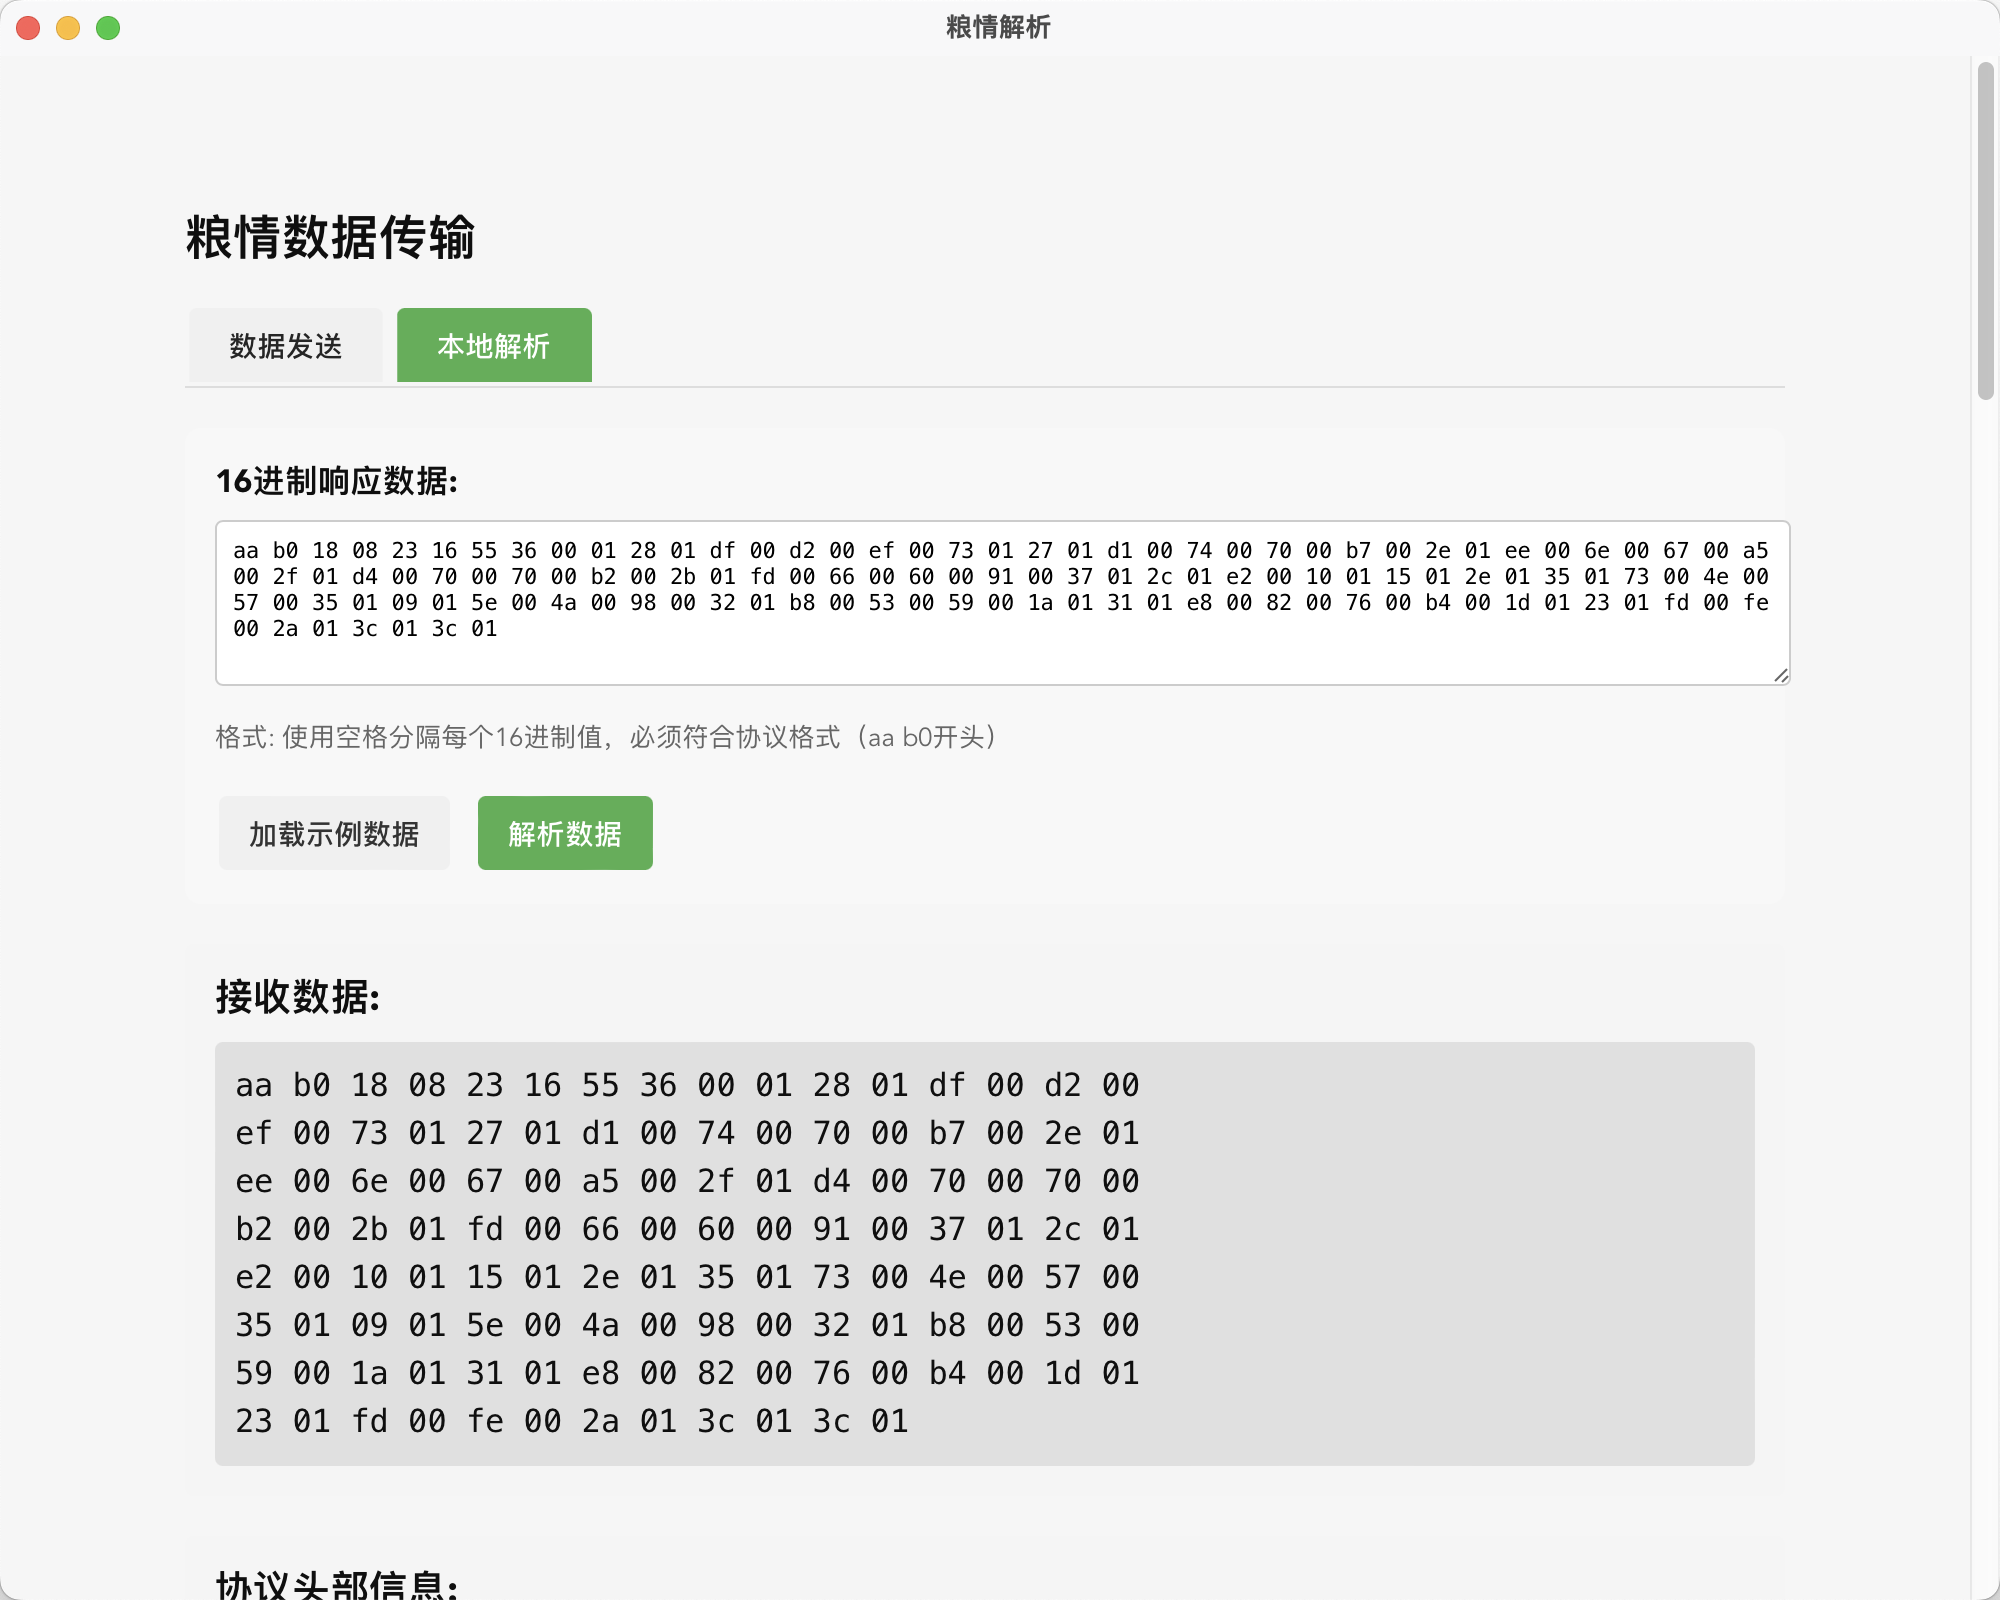 粮情解析
粮情数据传输
数据发送
本地解析
16进制响应数据:
aa b0 18 08 23 16 55 36 00 01 28 01 df 00 d2 00 ef 00 73 01 27 01 d1 00 74 00 70 00 b7 00 2e 01 ee 00 6e 00 67 00 a5
00 2f 01 d4 00 70 00 70 00 b2 00 2b 01 fd 00 66 00 60 00 91 00 37 01 2c 01 e2 00 10 01 15 01 2e 01 35 01 73 00 4e 00
57 00 35 01 09 01 5e 00 4a 00 98 00 32 01 b8 00 53 00 59 00 1a 01 31 01 e8 00 82 00 76 00 b4 00 1d 01 23 01 fd 00 fe
00 2a 01 3c 01 3c 01
格式: 使用空格分隔每个16进制值，必须符合协议格式（aa b0开头）
加载示例数据
解析数据
接收数据:
aa b0 18 08 23 16 55 36 00 01 28 01 df 00 d2 00
ef 00 73 01 27 01 d1 00 74 00 70 00 b7 00 2e 01
ee 00 6e 00 67 00 a5 00 2f 01 d4 00 70 00 70 00
b2 00 2b 01 fd 00 66 00 60 00 91 00 37 01 2c 01
e2 00 10 01 15 01 2e 01 35 01 73 00 4e 00 57 00
35 01 09 01 5e 00 4a 00 98 00 32 01 b8 00 53 00
59 00 1a 01 31 01 e8 00 82 00 76 00 b4 00 1d 01
23 01 fd 00 fe 00 2a 01 3c 01 3c 01
协议头部信息: